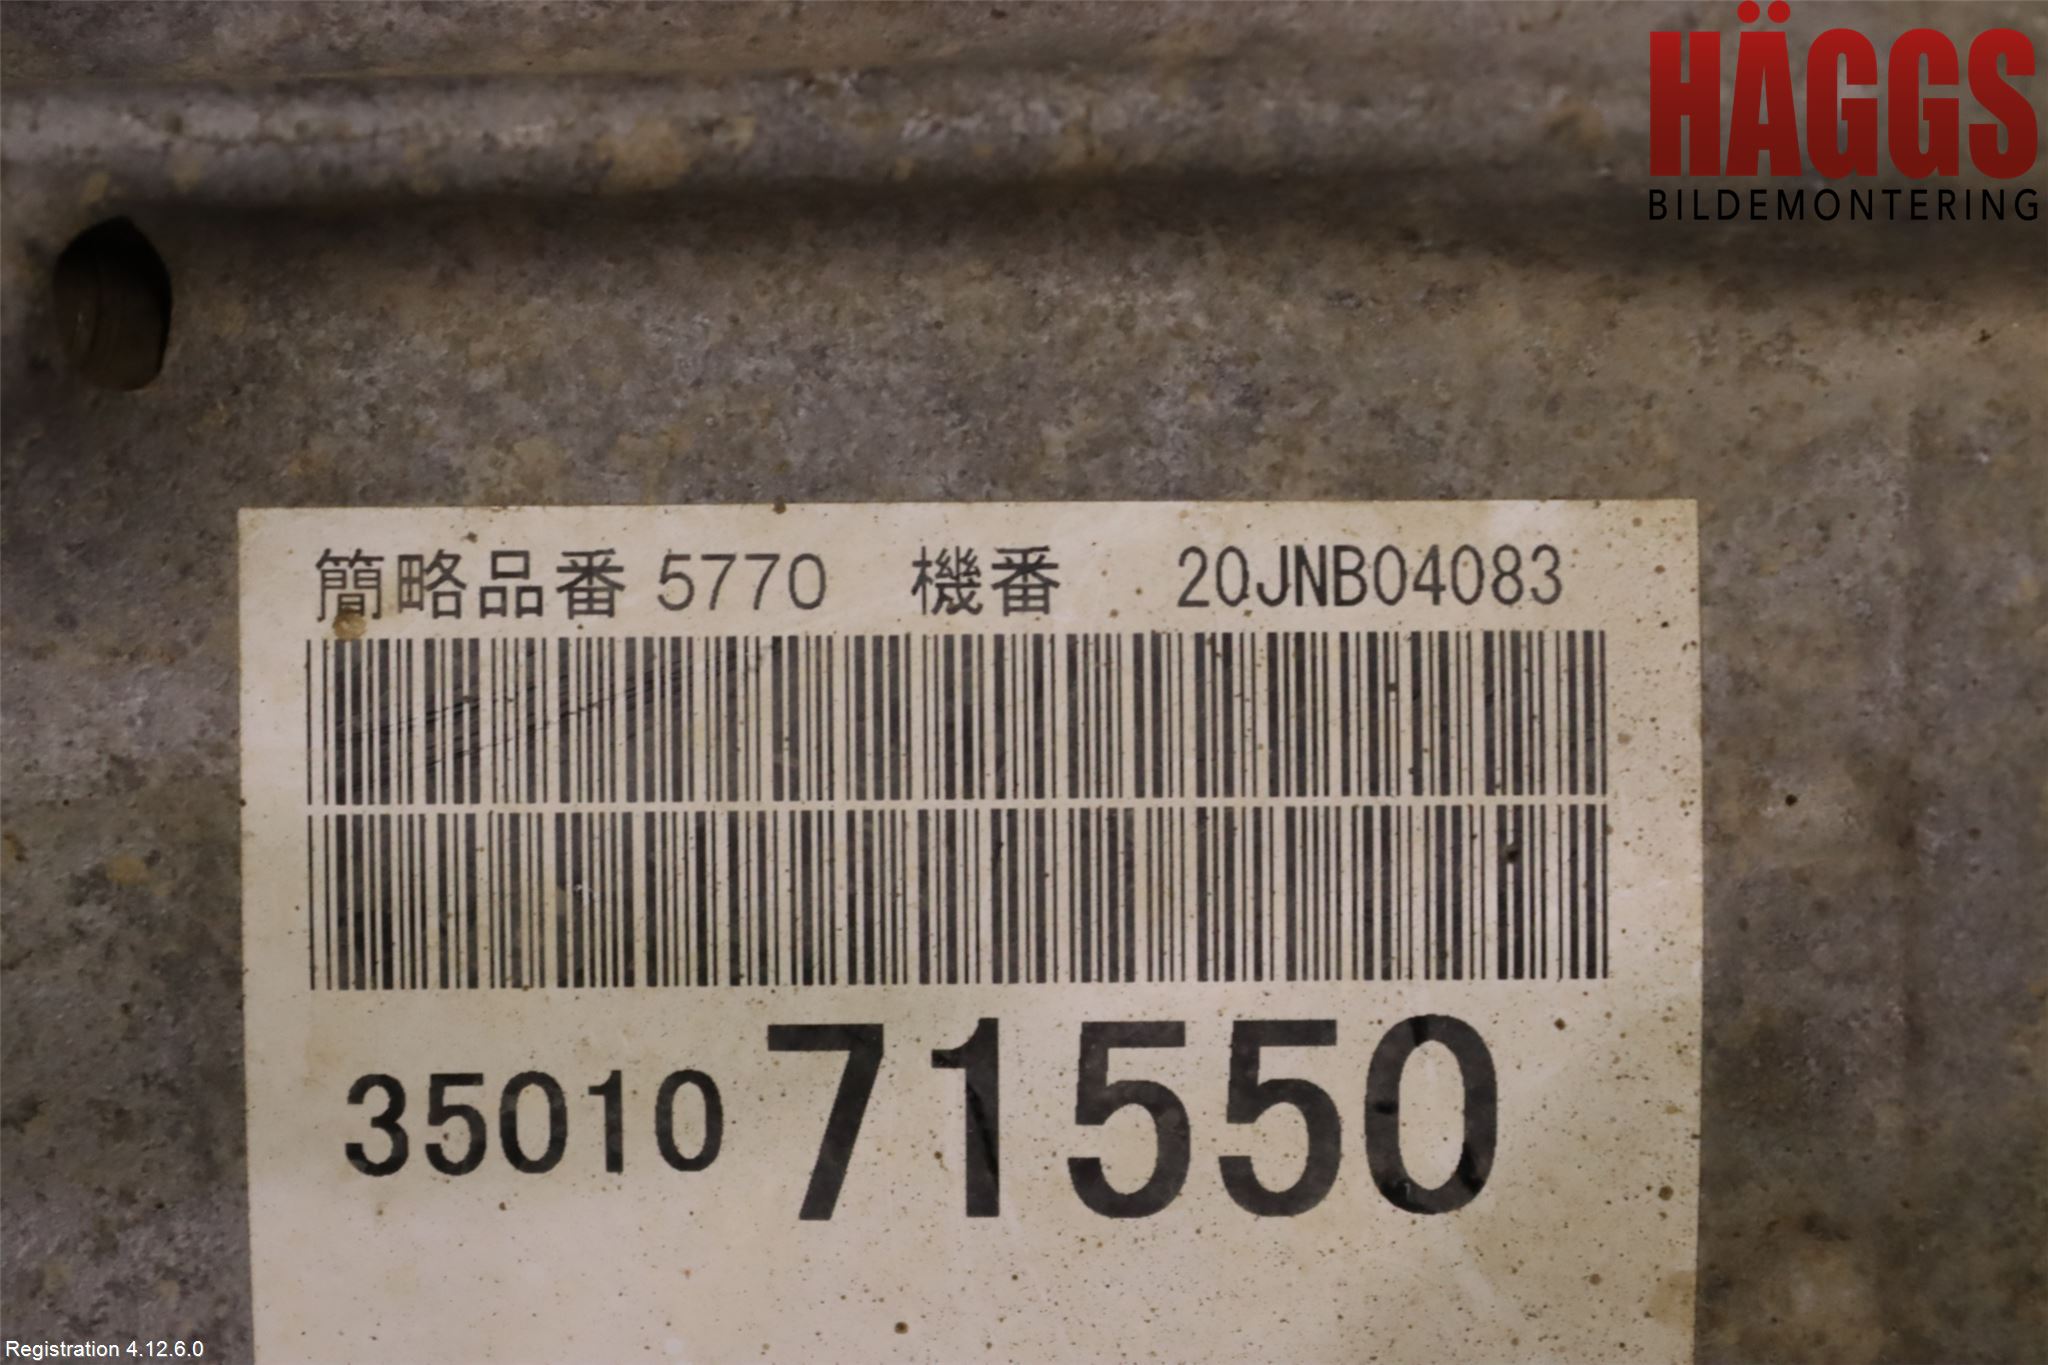 HÄGGS
BILDEMONTERING
簡略品番 5770 機番 20JNB04083
35010 71550
Registration 4.12.6.0